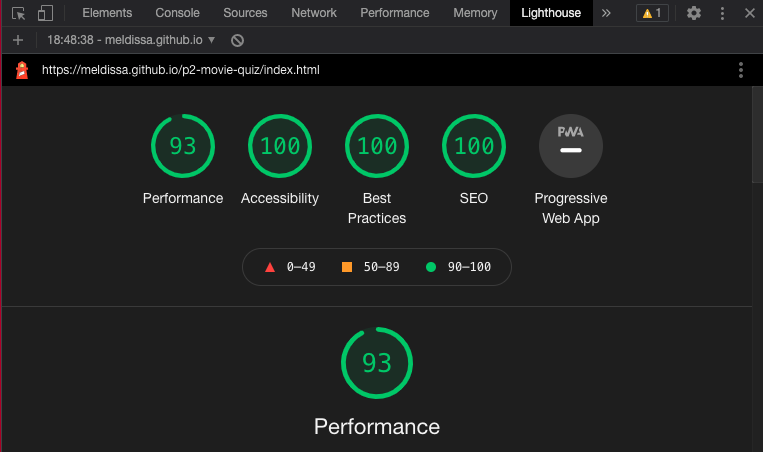 Elements Console Sources Network Performance Memory Lighthouse » 1
+ 18:48:38 - meldissa.github.io
https://meldissa.github.io/p2-movie-quiz/index.html
93 100 100 100 PWA
Performance Accessibility Best Practices SEO Progressive Web App
0–49 50–89 90–100
93
Performance